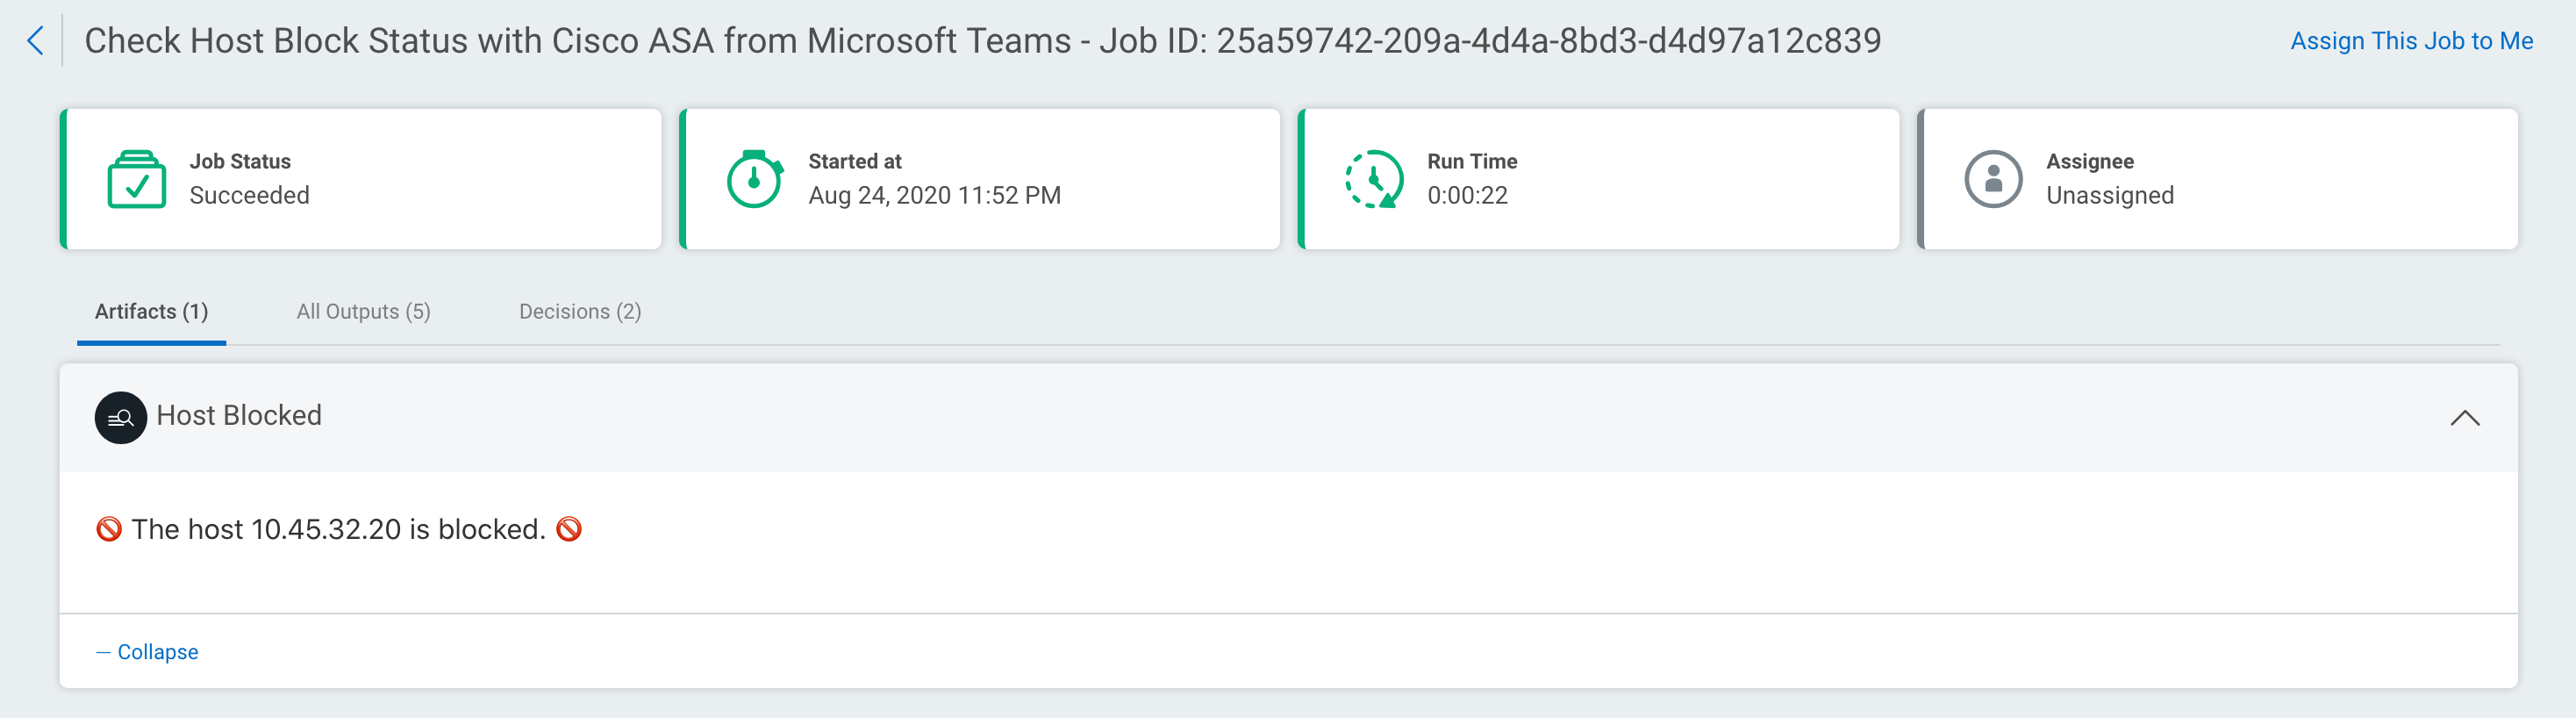 Check Host Block Status with Cisco ASA from Microsoft Teams - Job ID: 25a59742-209a-4d4a-8bd3-d4d97a12c839
Assign This Job to Me
Job Status
Succeeded
Started at
Aug 24, 2020 11:52 PM
Run Time
0:00:22
Assignee
Unassigned
Artifacts (1)
All Outputs (5)
Decisions (2)
Host Blocked
🚫 The host 10.45.32.20 is blocked. 🚫
— Collapse